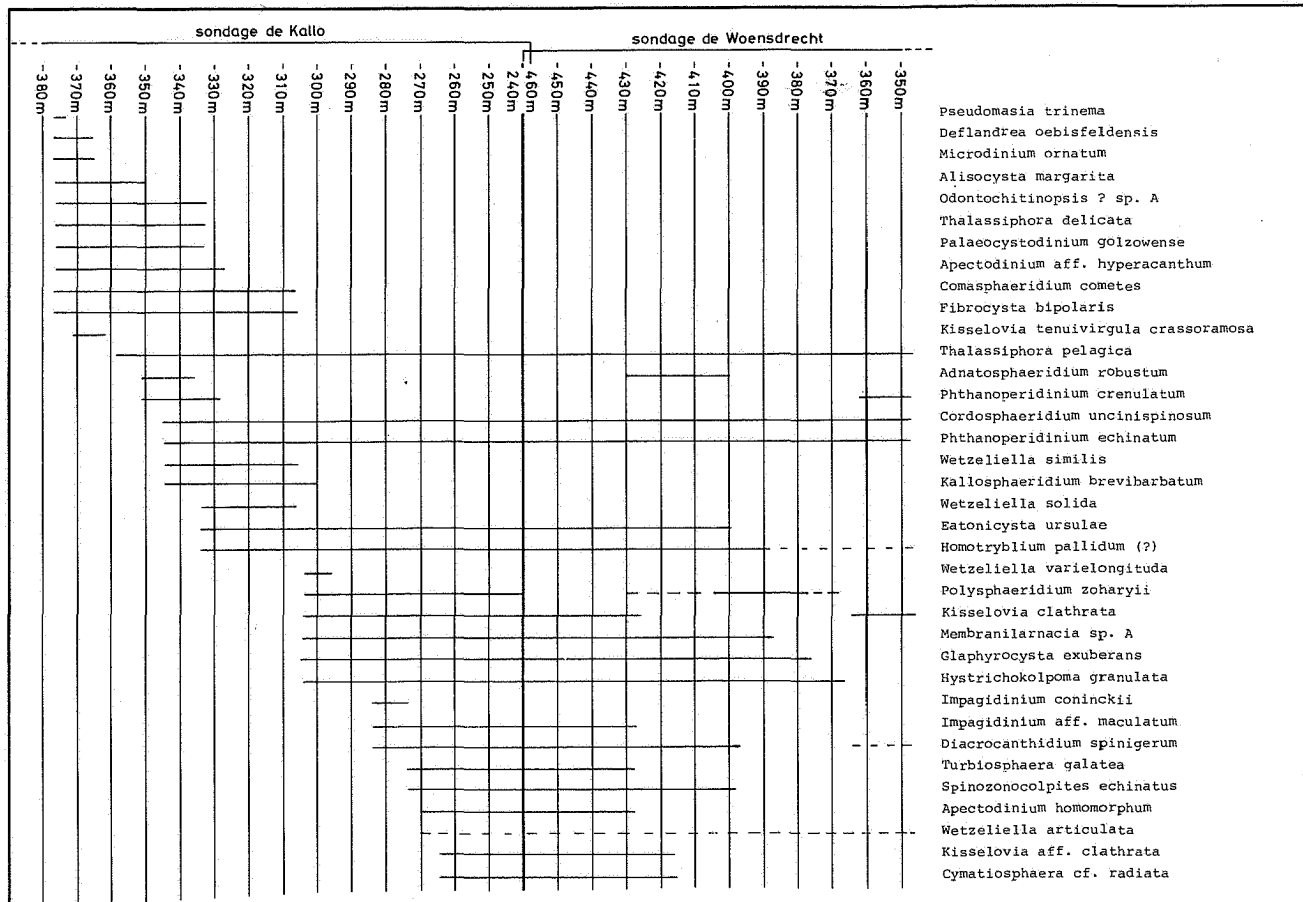 sondage de Kallo
sondage de Woensdrecht
-380m
-370m
-360m
-350m
-340m
-330m
-320m
-310m
-300m
-290m
-280m
-270m
-260m
-250m
-240m
-460m
-450m
-440m
-430m
-420m
-410m
-400m
-390m
-380m
-370m
-360m
-350m
Pseudomasia trinema
Deflandrea oebisfeldensis
Microdinium ornatum
Alisocysta margarita
Odontochitinopsis ? sp. A
Thalassiphora delicata
Palaeocystodinium golzowense
Apectodinium aff. hyperacanthum
Comasphaeridium cometes
Fibrocysta bipolaris
Kisselovia tenuivirgula crassoramosa
Thalassiphora pelagica
Adnatosphaeridium robustum
Phthanoperidinium crenulatum
Cordosphaeridium uncinispinosum
Phthanoperidinium echinatum
Wetzeliella similis
Kallosphaeridium brevibarbatum
Wetzeliella solida
Eatonicysta ursulae
Homotryblium pallidum (?)
Wetzeliella varielongituda
Polysphaeridium zoharyii
Kisselovia clathrata
Membranilarnacia sp. A
Glaphyrocysta exuberans
Hystrichokolpoma granulata
Impagidinium coninckii
Impagidinium aff. maculatum
Diacrocanthidium spinigerum
Turbiosphaera galatea
Spinozonocolpites echinatus
Apectodinium homomorphum
Wetzeliella articulata
Kisselovia aff. clathrata
Cymatiosphaera cf. radiata